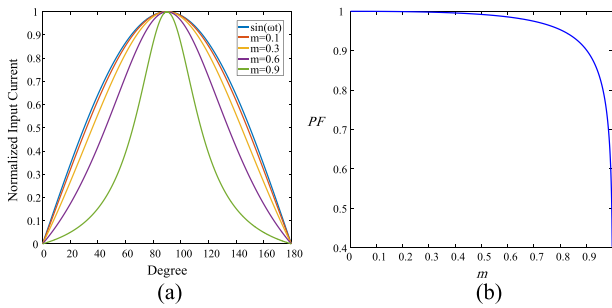 1
0.9
0.8
0.7
0.6
0.5
0.4
0.3
0.2
0.1
0
Normalized Input Current
sin(ωt)
m=0.1
m=0.3
m=0.6
m=0.9
0 20 40 60 80 100 120 140 160 180
Degree
(a)
1
0.9
0.8
0.7
0.6
0.5
0.4
PF
0 0.1 0.2 0.3 0.4 0.5 0.6 0.7 0.8 0.9
m
(b)